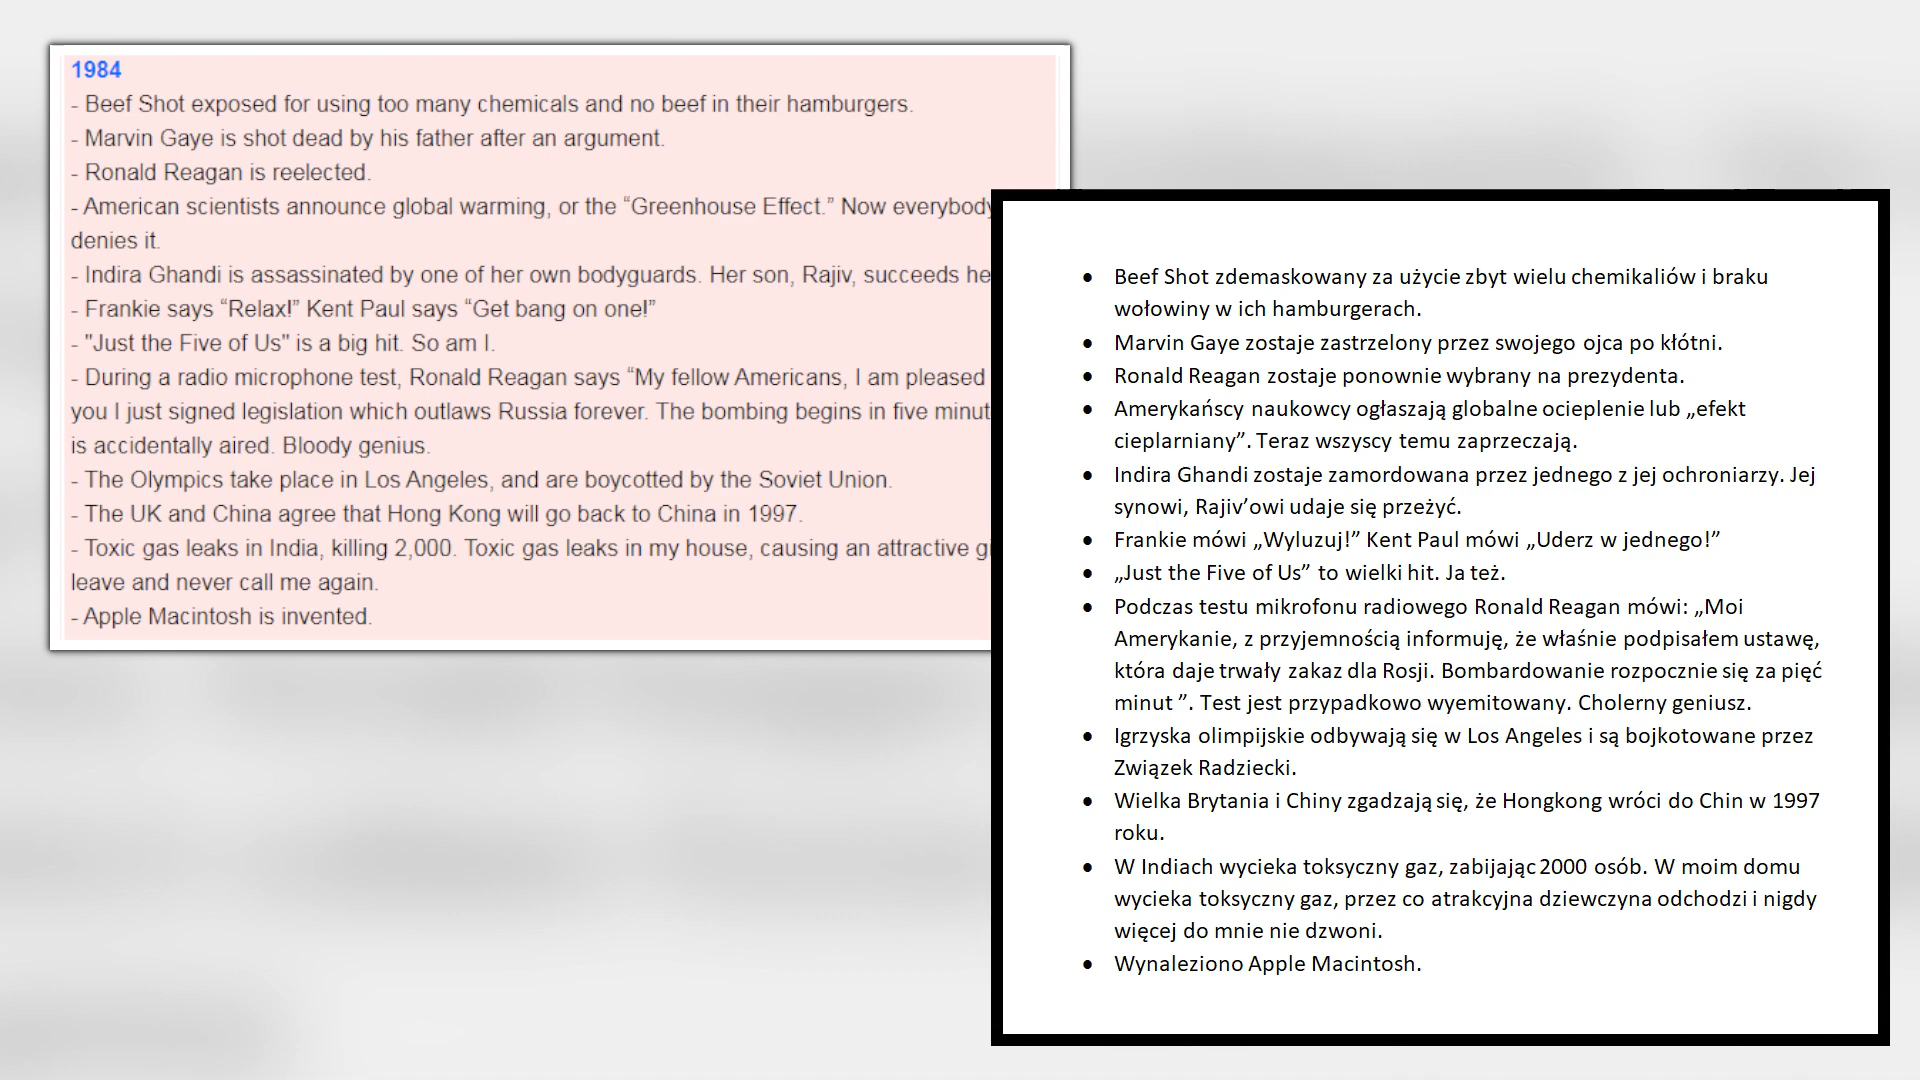 1984
- Beef Shot exposed for using too many chemicals and no beef in their hamburgers.
- Marvin Gaye is shot dead by his father after an argument.
- Ronald Reagan is reelected.
- American scientists announce global warming, or the “Greenhouse Effect.” Now everybody
denies it.
- Indira Ghandi is assassinated by one of her own bodyguards. Her son, Rajiv, succeeds he
- Frankie says “Relax!” Kent Paul says “Get bang on one!”
- "Just the Five of Us" is a big hit. So am I.
- During a radio microphone test, Ronald Reagan says “My fellow Americans, I am pleased
you I just signed legislation which outlaws Russia forever. The bombing begins in five minut
is accidentally aired. Bloody genius.
- The Olympics take place in Los Angeles, and are boycotted by the Soviet Union.
- The UK and China agree that Hong Kong will go back to China in 1997.
- Toxic gas leaks in India, killing 2,000. Toxic gas leaks in my house, causing an attractive gi
leave and never call me again.
- Apple Macintosh is invented.
• Beef Shot zdemaskowany za użycie zbyt wielu chemikaliów i braku
wołowiny w ich hamburgerach.
• Marvin Gaye zostaje zastrzelony przez swojego ojca po kłótni.
• Ronald Reagan zostaje ponownie wybrany na prezydenta.
• Amerykańscy naukowcy ogłaszają globalne ocieplenie lub „efekt
cieplarniany”. Teraz wszyscy temu zaprzeczają.
• Indira Ghandi zostaje zamordowana przez jednego z jej ochroniarzy. Jej
synowi, Rajiv’owi udaje się przeżyć.
• Frankie mówi „Wyluzuj!” Kent Paul mówi „Uderz w jednego!”
• „Just the Five of Us” to wielki hit. Ja też.
• Podczas testu mikrofonu radiowego Ronald Reagan mówi: „Moi
Amerykanie, z przyjemnością informuję, że właśnie podpisałem ustawę,
która daje trwały zakaz dla Rosji. Bombardowanie rozpocznie się za pięć
minut ”. Test jest przypadkowo wyemitowany. Cholerny geniusz.
• Igrzyska olimpijskie odbywają się w Los Angeles i są bojkotowane przez
Związek Radziecki.
• Wielka Brytania i Chiny zgadzają się, że Hongkong wróci do Chin w 1997
roku.
• W Indiach wycieka toksyczny gaz, zabijając 2000 osób. W moim domu
wycieka toksyczny gaz, przez co atrakcyjna dziewczyna odchodzi i nigdy
więcej do mnie nie dzwoni.
• Wynaleziono Apple Macintosh.